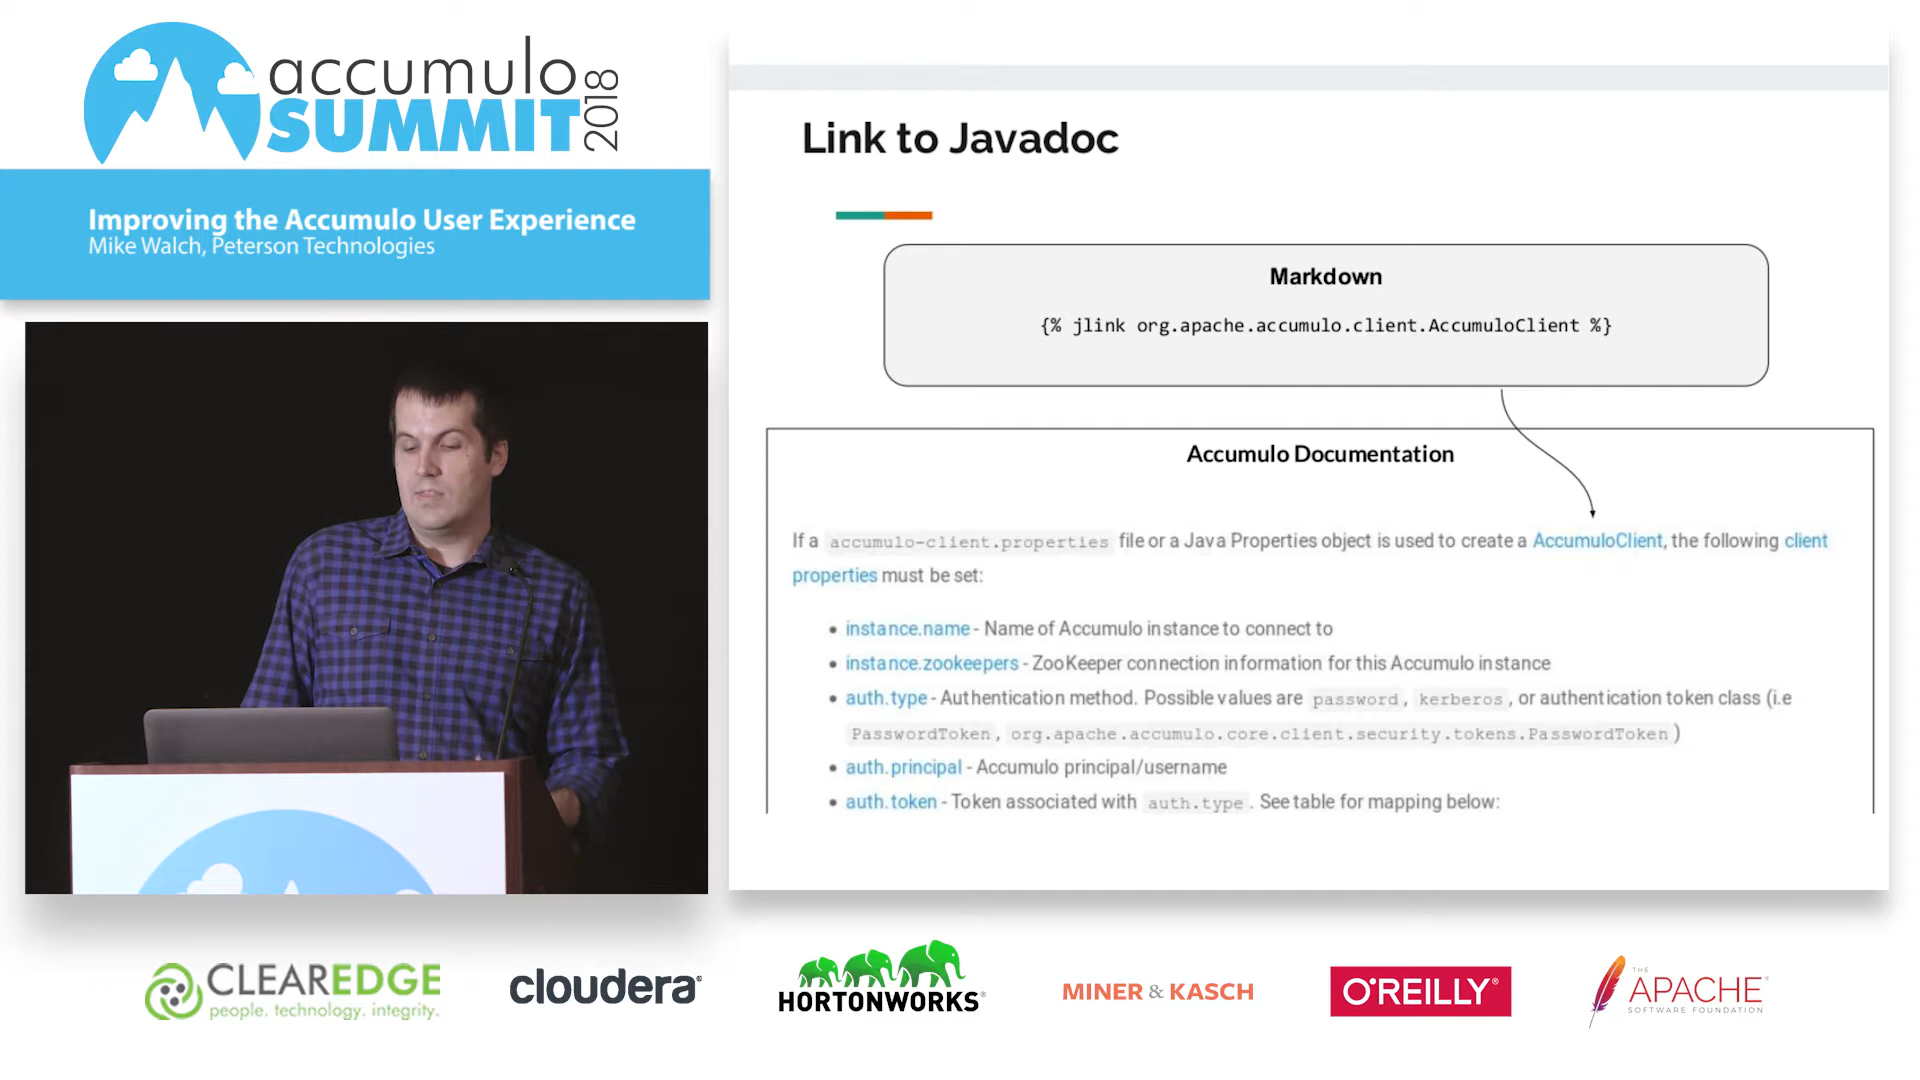 accumulo
SUMMIT
2018
Improving the Accumulo User Experience
Mike Walch, Peterson Technologies
Link to Javadoc
Markdown
{% jlink org.apache.accumulo.client.AccumuloClient %}
Accumulo Documentation
If a accumulo-client.properties file or a Java Properties object is used to create a AccumuloClient, the following client
properties must be set:
• instance.name - Name of Accumulo instance to connect to
• instance.zookeepers - ZooKeeper connection information for this Accumulo instance
• auth.type - Authentication method. Possible values are password, kerberos, or authentication token class (i.e
PasswordToken, org.apache.accumulo.core.client.security.tokens.PasswordToken)
• auth.principal - Accumulo principal/username
• auth.token - Token associated with auth.type. See table for mapping below:
CLEAREDGE
people. technology. integrity.
cloudera®
HORTONWORKS®
MINER & KASCH
O'REILLY®
THE
APACHE®
SOFTWARE FOUNDATION